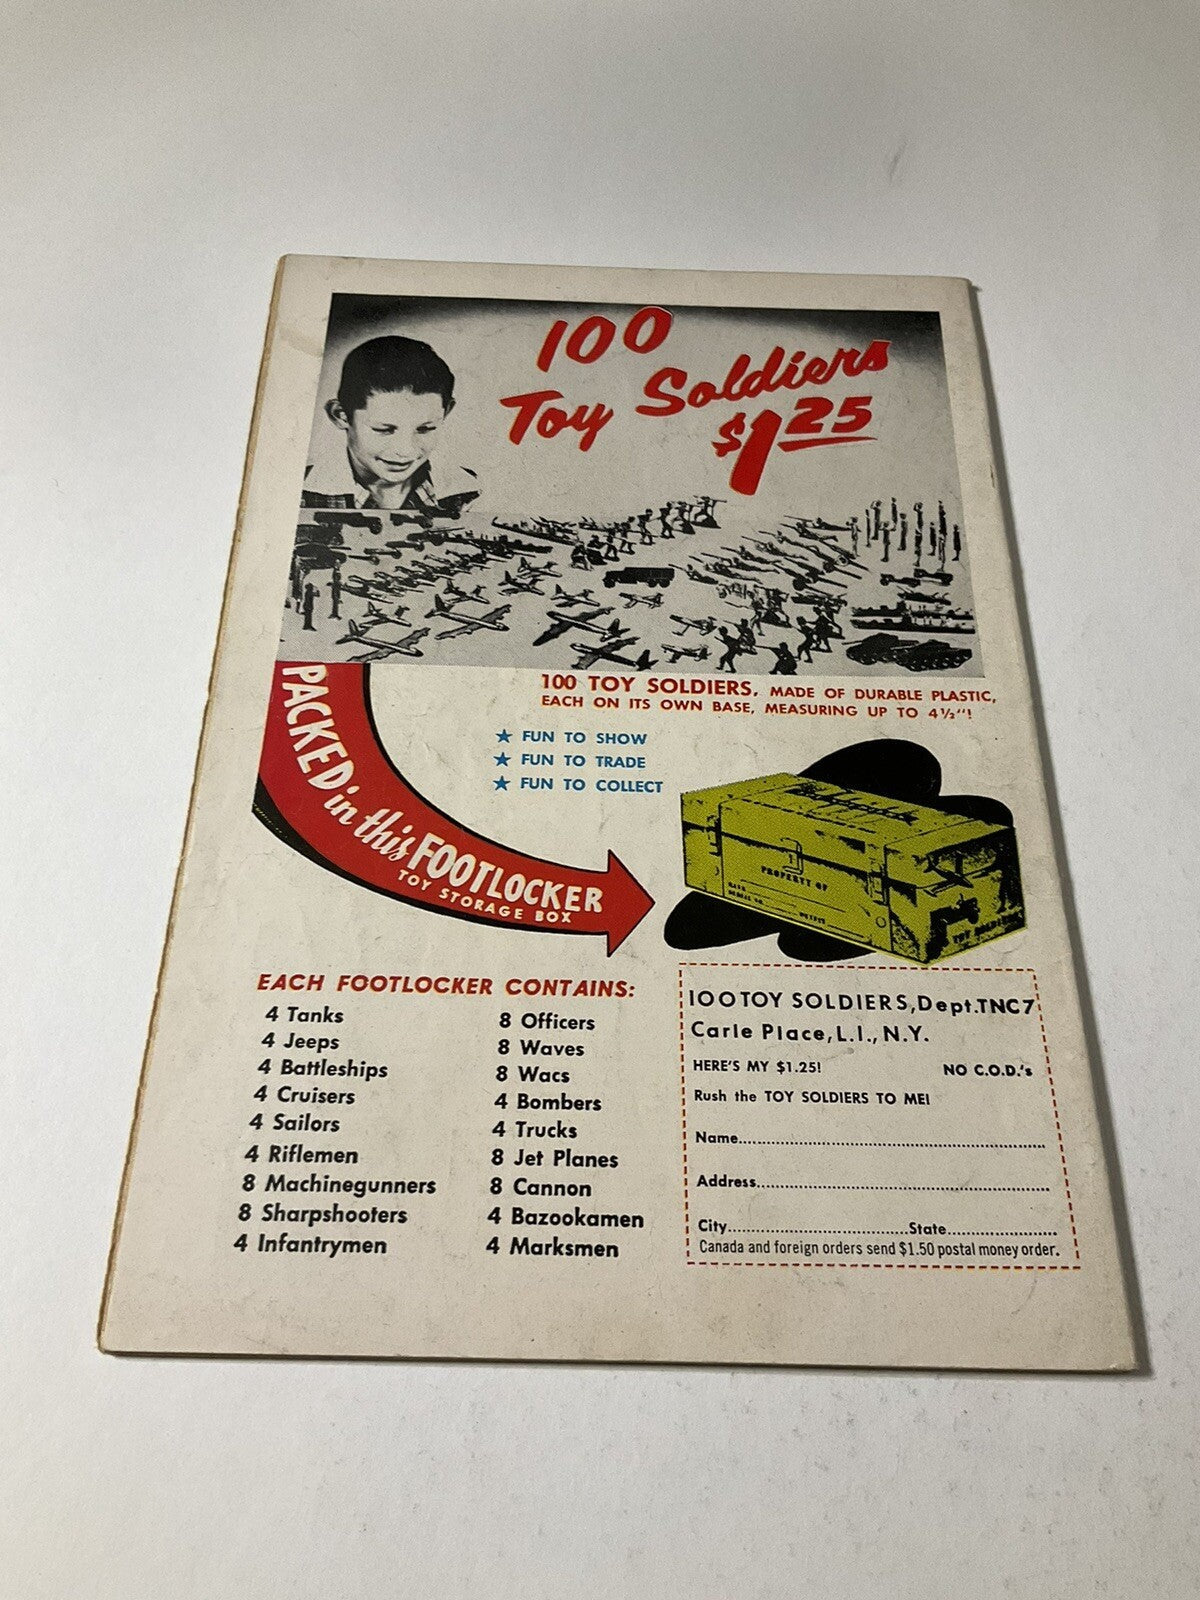 100
Toy Soldiers
$1.25
100 TOY SOLDIERS, MADE OF DURABLE PLASTIC,
EACH ON ITS OWN BASE, MEASURING UP TO 4½"!
★ FUN TO SHOW
★ FUN TO TRADE
★ FUN TO COLLECT
PACKED in this FOOTLOCKER
TOY STORAGE BOX
PROPERTY OF
TOY SOLDIERS
EACH FOOTLOCKER CONTAINS:
4 Tanks
4 Jeeps
4 Battleships
4 Cruisers
4 Sailors
4 Riflemen
8 Machinegunners
8 Sharpshooters
4 Infantrymen
8 Officers
8 Waves
8 Wacs
4 Bombers
4 Trucks
8 Jet Planes
8 Cannon
4 Bazookamen
4 Marksmen
100 TOY SOLDIERS, Dept. TNC7
Carle Place, L.I., N.Y.
HERE'S MY $1.25! NO C.O.D.'s
Rush the TOY SOLDIERS TO ME!
Name
Address
City State
Canada and foreign orders send $1.50 postal money order.